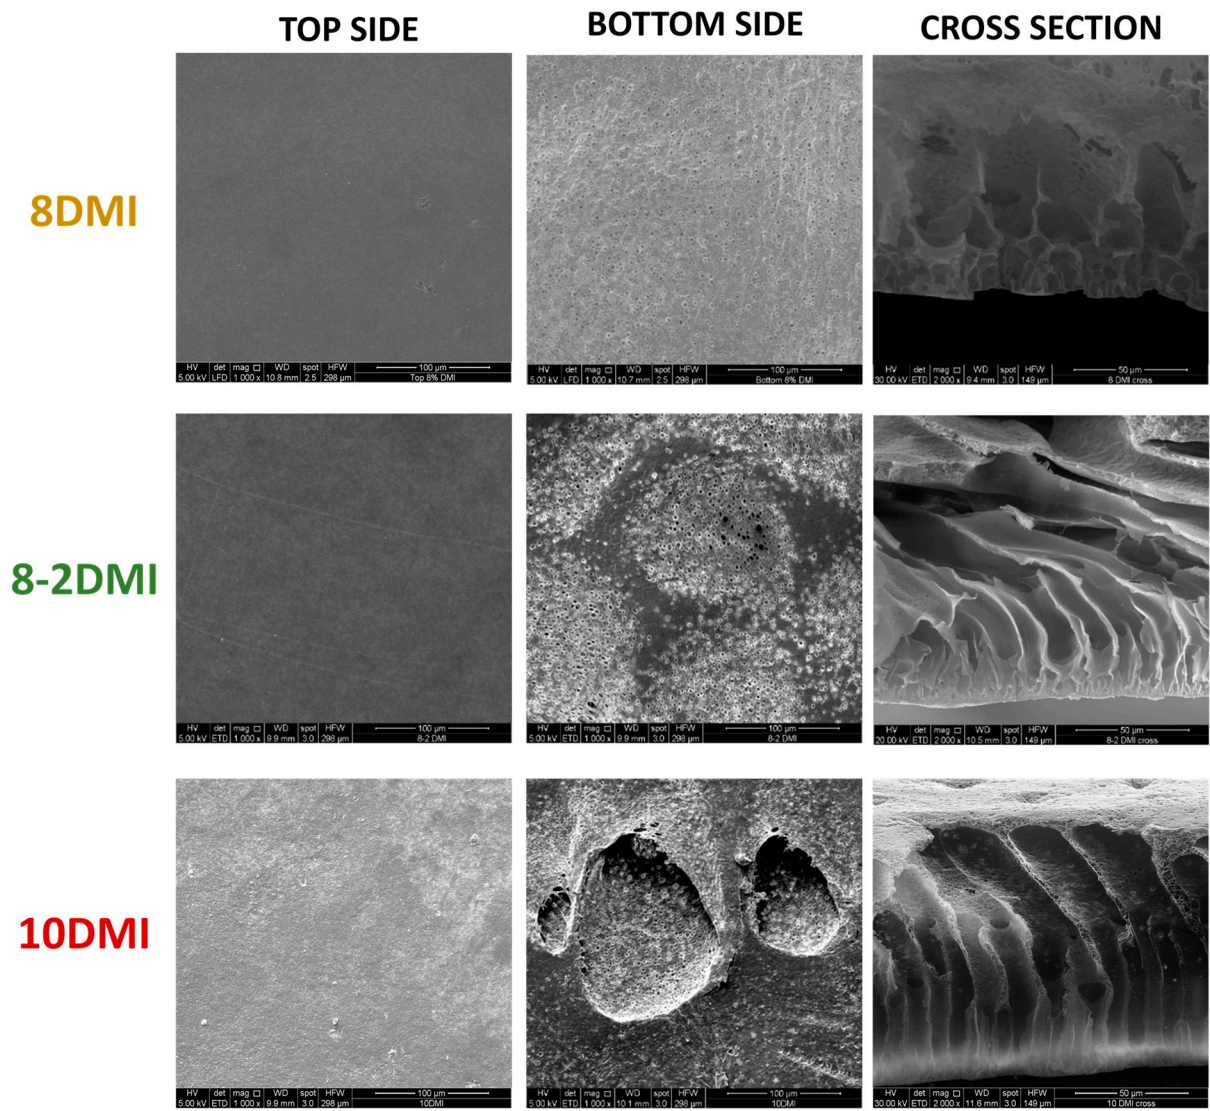 TOP SIDE
BOTTOM SIDE
CROSS SECTION
8DMI
HV det mag WD spot HFW 100 µm
5.00 kV LFD 1 000 x 10.8 mm 2.5 298 µm Top 8% DMI
HV det mag WD spot HFW 100 µm
5.00 kV LFD 1 000 x 10.7 mm 2.5 298 µm Bottom 8% DMI
HV det mag WD spot HFW 50 µm
30.00 kV ETD 2 000 x 9.4 mm 3.0 149 µm 8 DMI cross
8-2DMI
HV det mag WD spot HFW 100 µm
5.00 kV ETD 1 000 x 9.9 mm 3.0 298 µm 8-2 DMI
HV det mag WD spot HFW 100 µm
5.00 kV ETD 1 000 x 9.9 mm 3.0 298 µm 8-2 DMI
HV det mag WD spot HFW 50 µm
20.00 kV ETD 2 000 x 10.5 mm 3.0 149 µm 8-2 DMI cross
10DMI
HV det mag WD spot HFW 100 µm
5.00 kV ETD 1 000 x 9.9 mm 3.0 298 µm 10DMI
HV det mag WD spot HFW 100 µm
5.00 kV ETD 1 000 x 10.1 mm 3.0 298 µm 10DMI
HV det mag WD spot HFW 50 µm
30.00 kV ETD 2 000 x 11.6 mm 3.0 149 µm 10 DMI cross